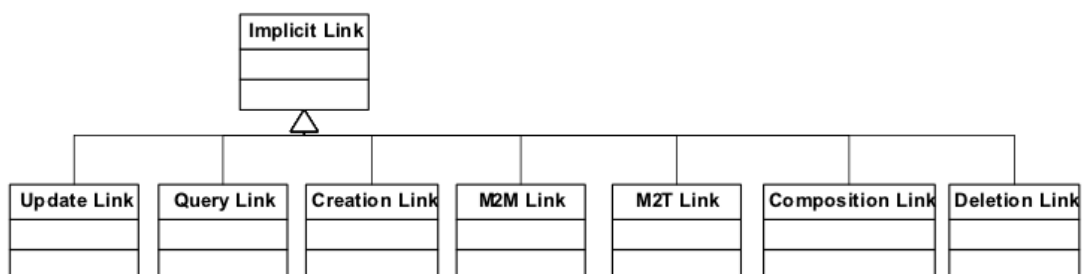 Implicit Link
Update Link
Query Link
Creation Link
M2M Link
M2T Link
Composition Link
Deletion Link